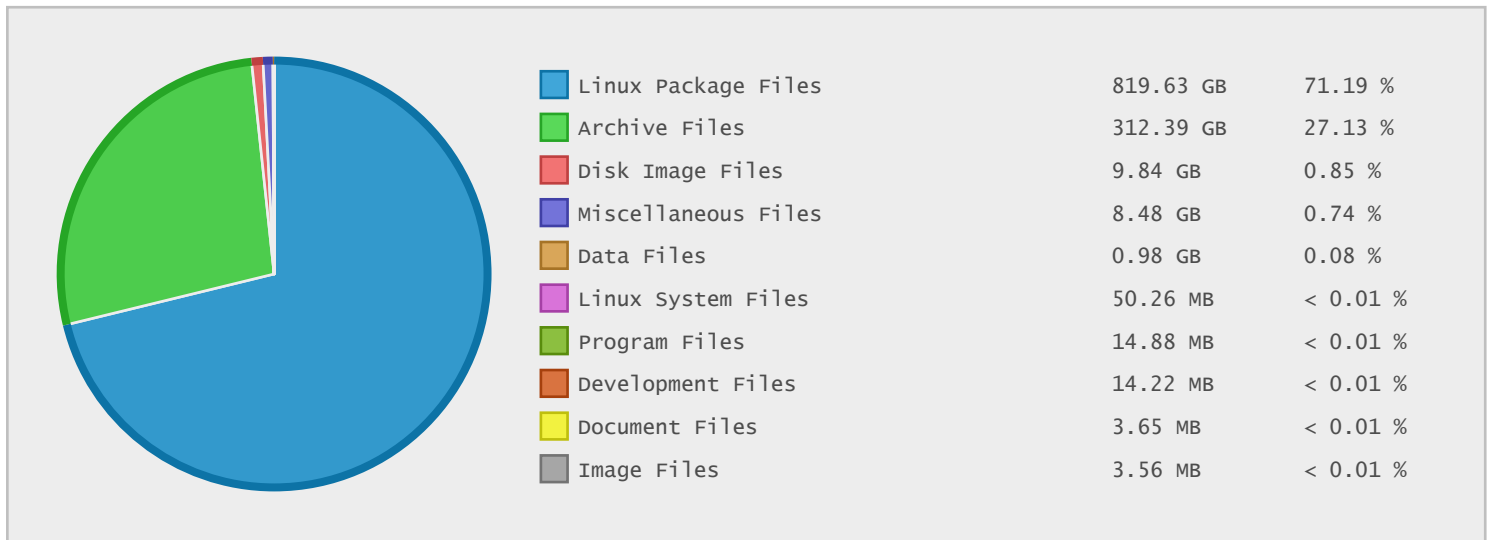 Linux Package Files 819.63 GB 71.19 %
Archive Files 312.39 GB 27.13 %
Disk Image Files 9.84 GB 0.85 %
Miscellaneous Files 8.48 GB 0.74 %
Data Files 0.98 GB 0.08 %
Linux System Files 50.26 MB < 0.01 %
Program Files 14.88 MB < 0.01 %
Development Files 14.22 MB < 0.01 %
Document Files 3.65 MB < 0.01 %
Image Files 3.56 MB < 0.01 %